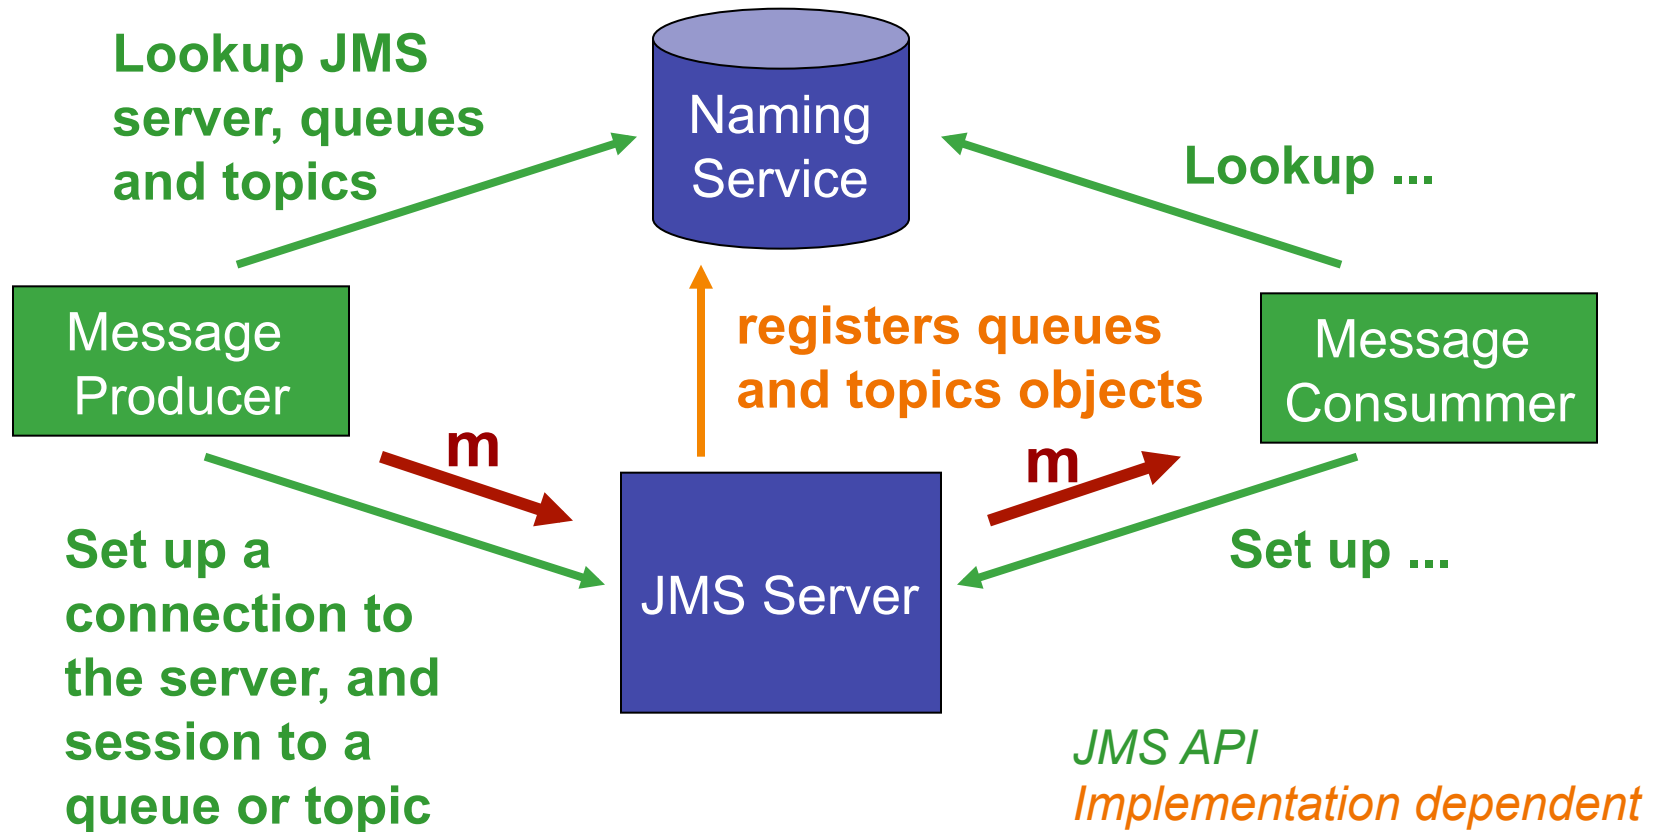 Lookup JMS
server, queues
and topics
Naming
Service
Lookup ...
Message
Producer
registers queues
and topics objects
Message
Consummer
m
m
Set up a
connection to
the server, and
session to a
queue or topic
JMS Server
Set up ...
JMS API
Implementation dependent